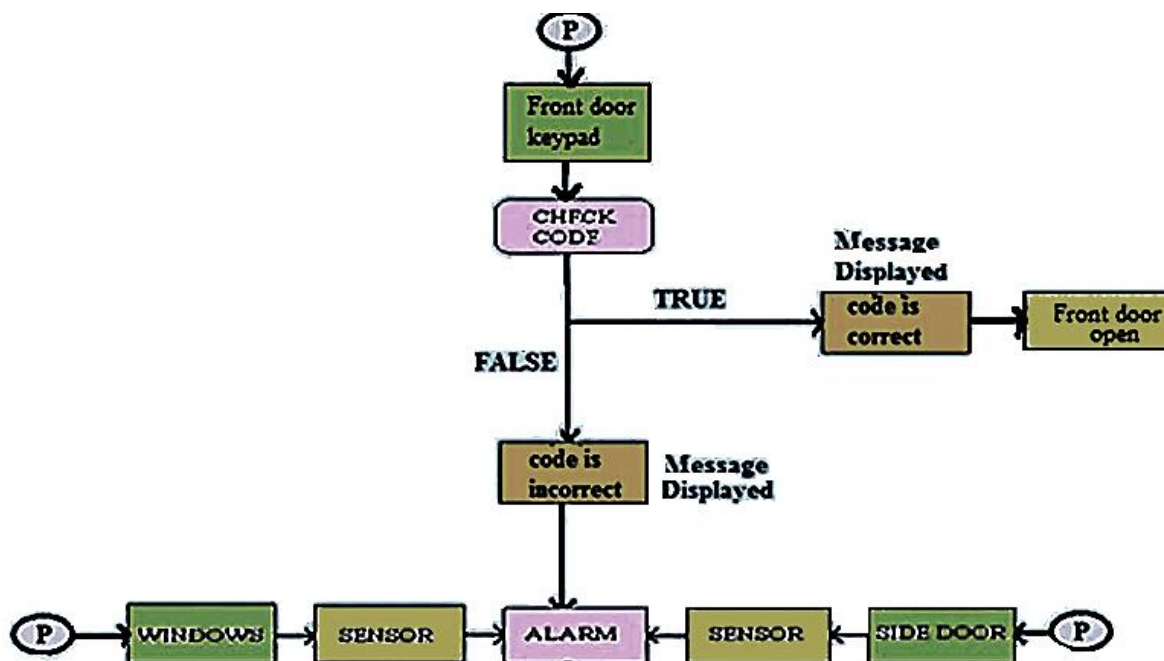 P
Front door
keypad
CHECK
CODE
Message
Displayed
TRUE
code is
correct
Front door
open
FALSE
code is
incorrect
Message
Displayed
P
WINDOWS
SENSOR
ALARM
SENSOR
SIDE DOOR
P